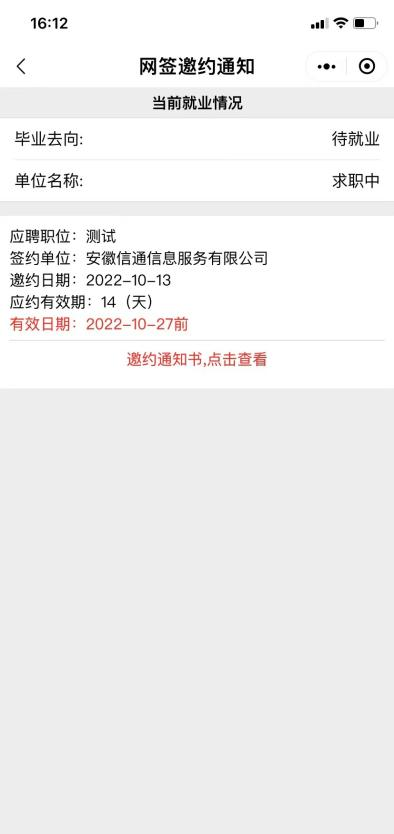 16:12
网签邀约通知
当前就业情况
毕业去向: 待就业
单位名称: 求职中
应聘职位：测试
签约单位：安徽信通信息服务有限公司
邀约日期：2022-10-13
应约有效期：14（天）
有效日期：2022-10-27前
邀约通知书,点击查看